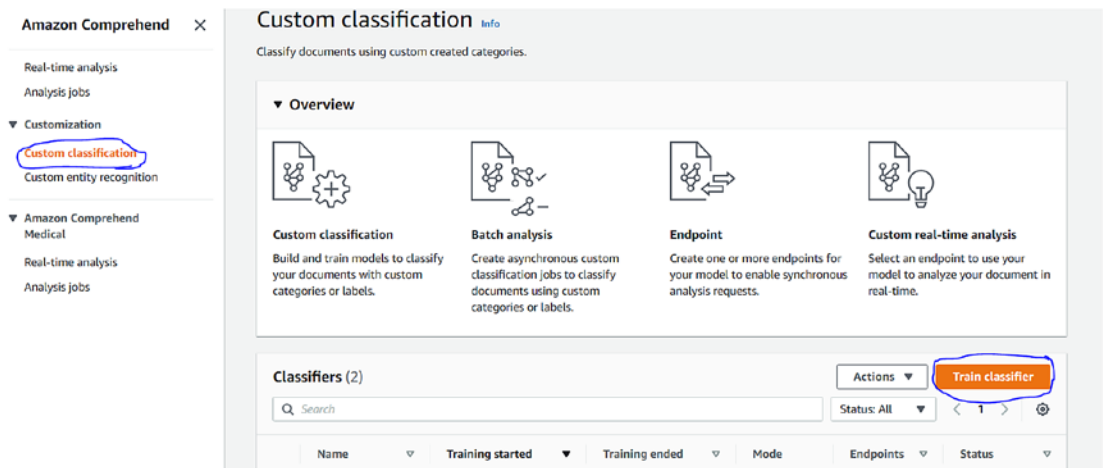 Amazon Comprehend
Real-time analysis
Analysis jobs
Customization
Custom classification
Custom entity recognition
Amazon Comprehend
Medical
Real-time analysis
Analysis jobs
Custom classification Info
Classify documents using custom created categories.
Overview
Custom classification
Build and train models to classify
your documents with custom
categories or labels.
Batch analysis
Create asynchronous custom
classification jobs to classify
documents using custom
categories or labels.
Endpoint
Create one or more endpoints for
your model to enable synchronous
analysis requests.
Custom real-time analysis
Select an endpoint to use your
model to analyze your document in
real-time.
Classifiers (2)
Actions
Train classifier
Search
Status: All
1
Name Training started Training ended Mode Endpoints Status